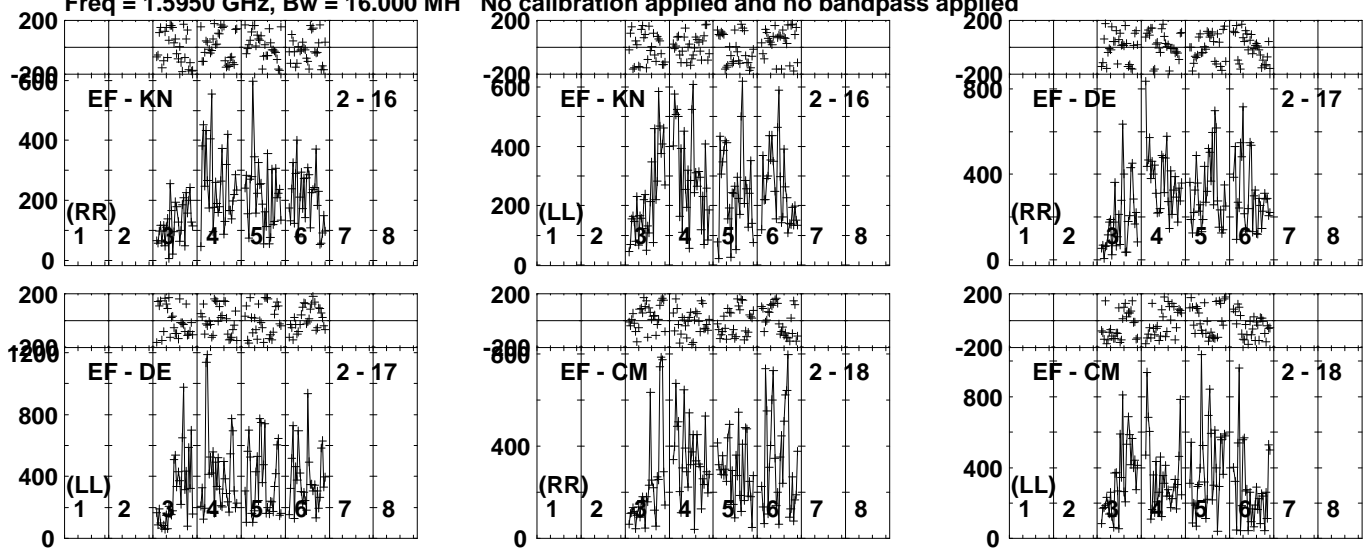 Freq = 1.5950 GHz, Bw = 16.000 MH No calibration applied and no bandpass applied
200
-200
600
EF - KN 2 - 16
400
200
(RR)
1 2 3 4 5 6 7 8
0
200
-200
600
EF - KN 2 - 16
400
200
(LL)
1 2 3 4 5 6 7 8
0
200
-200
800
EF - DE 2 - 17
400
(RR)
1 2 3 4 5 6 7 8
0
200
-200
1200
EF - DE 2 - 17
800
400
(LL)
1 2 3 4 5 6 7 8
0
200
-200
800
EF - CM 2 - 18
400
(RR)
1 2 3 4 5 6 7 8
0
200
-200
EF - CM 2 - 18
800
400
(LL)
1 2 3 4 5 6 7 8
0